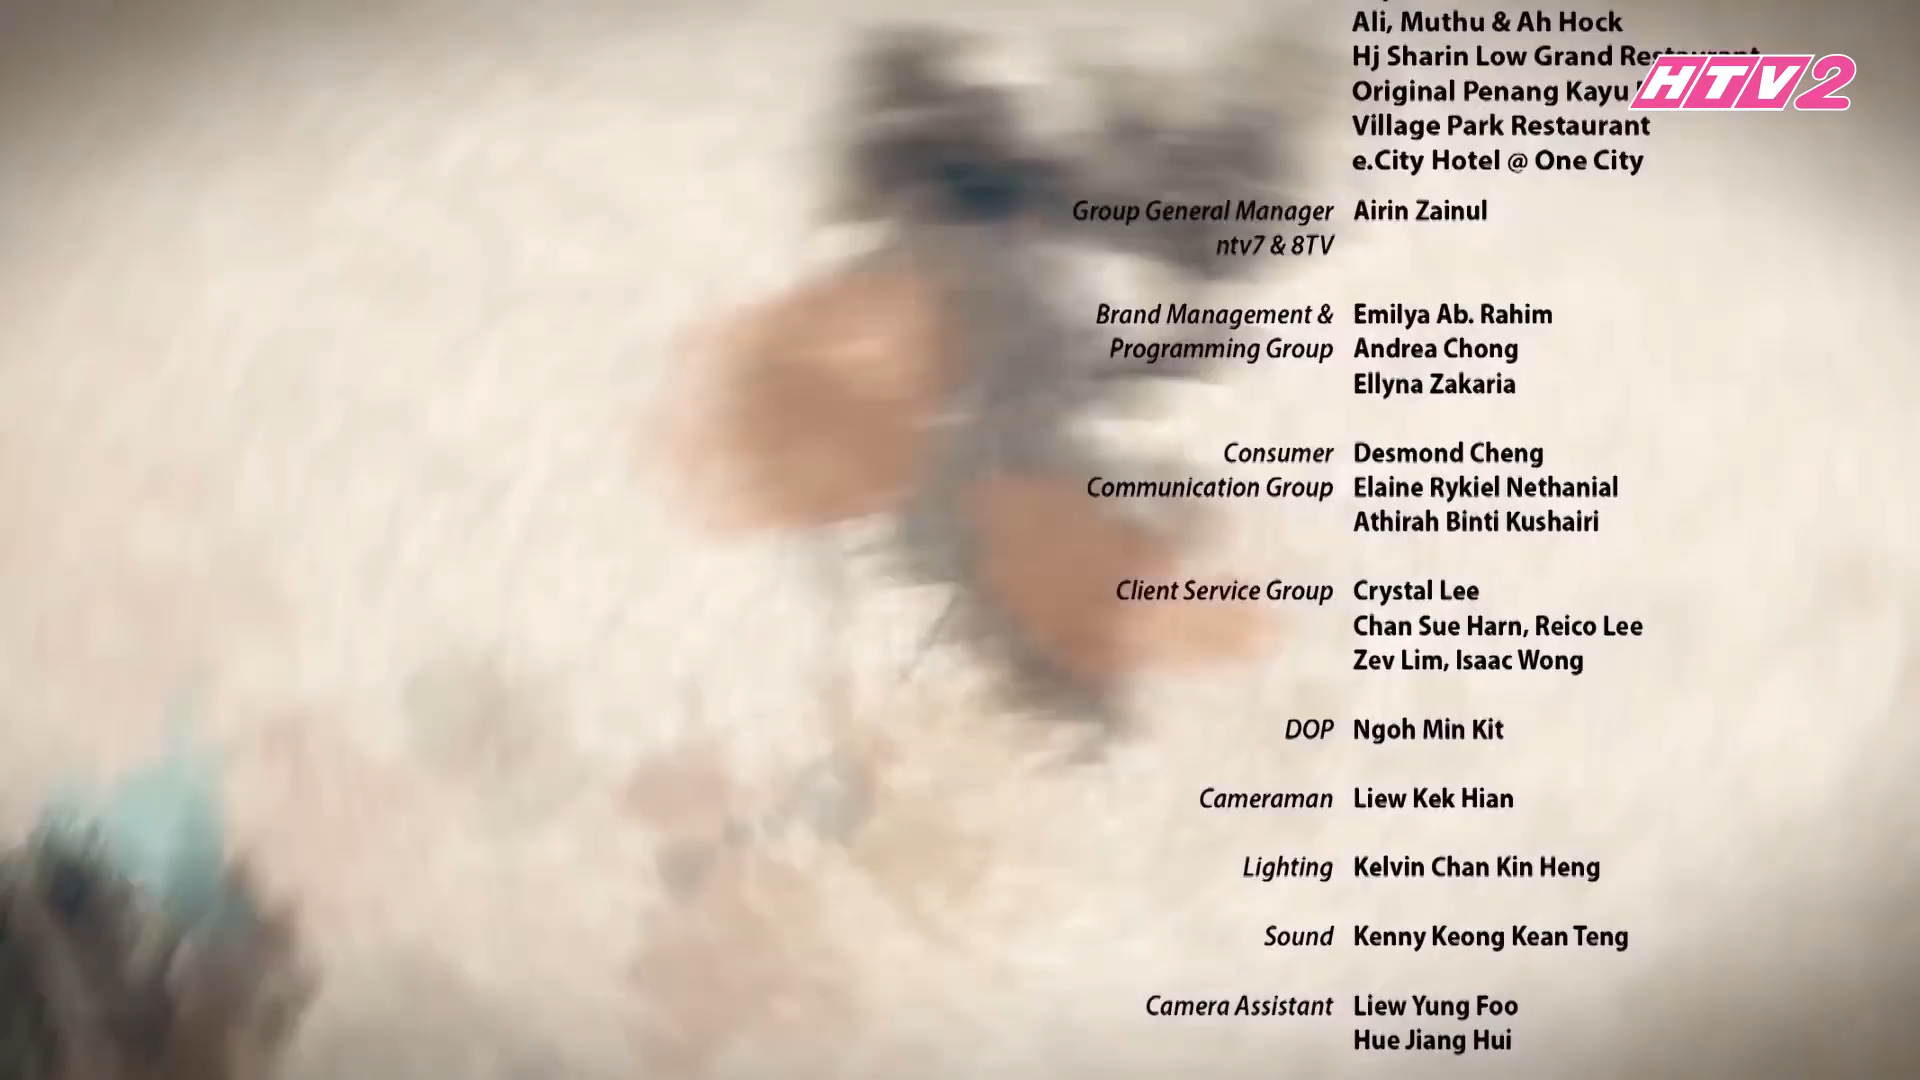 Ali, Muthu & Ah Hock
Hj Sharin Low Grand Restaurant
HTV2
Original Penang Kayu
Village Park Restaurant
e.City Hotel @ One City
Group General Manager Airin Zainul
ntv7 & 8TV
Brand Management & Emilya Ab. Rahim
Programming Group Andrea Chong
Ellyna Zakaria
Consumer Desmond Cheng
Communication Group Elaine Rykiel Nethanial
Athirah Binti Kushairi
Client Service Group Crystal Lee
Chan Sue Harn, Reico Lee
Zev Lim, Isaac Wong
DOP Ngoh Min Kit
Cameraman Liew Kek Hian
Lighting Kelvin Chan Kin Heng
Sound Kenny Keong Kean Teng
Camera Assistant Liew Yung Foo
Hue Jiang Hui